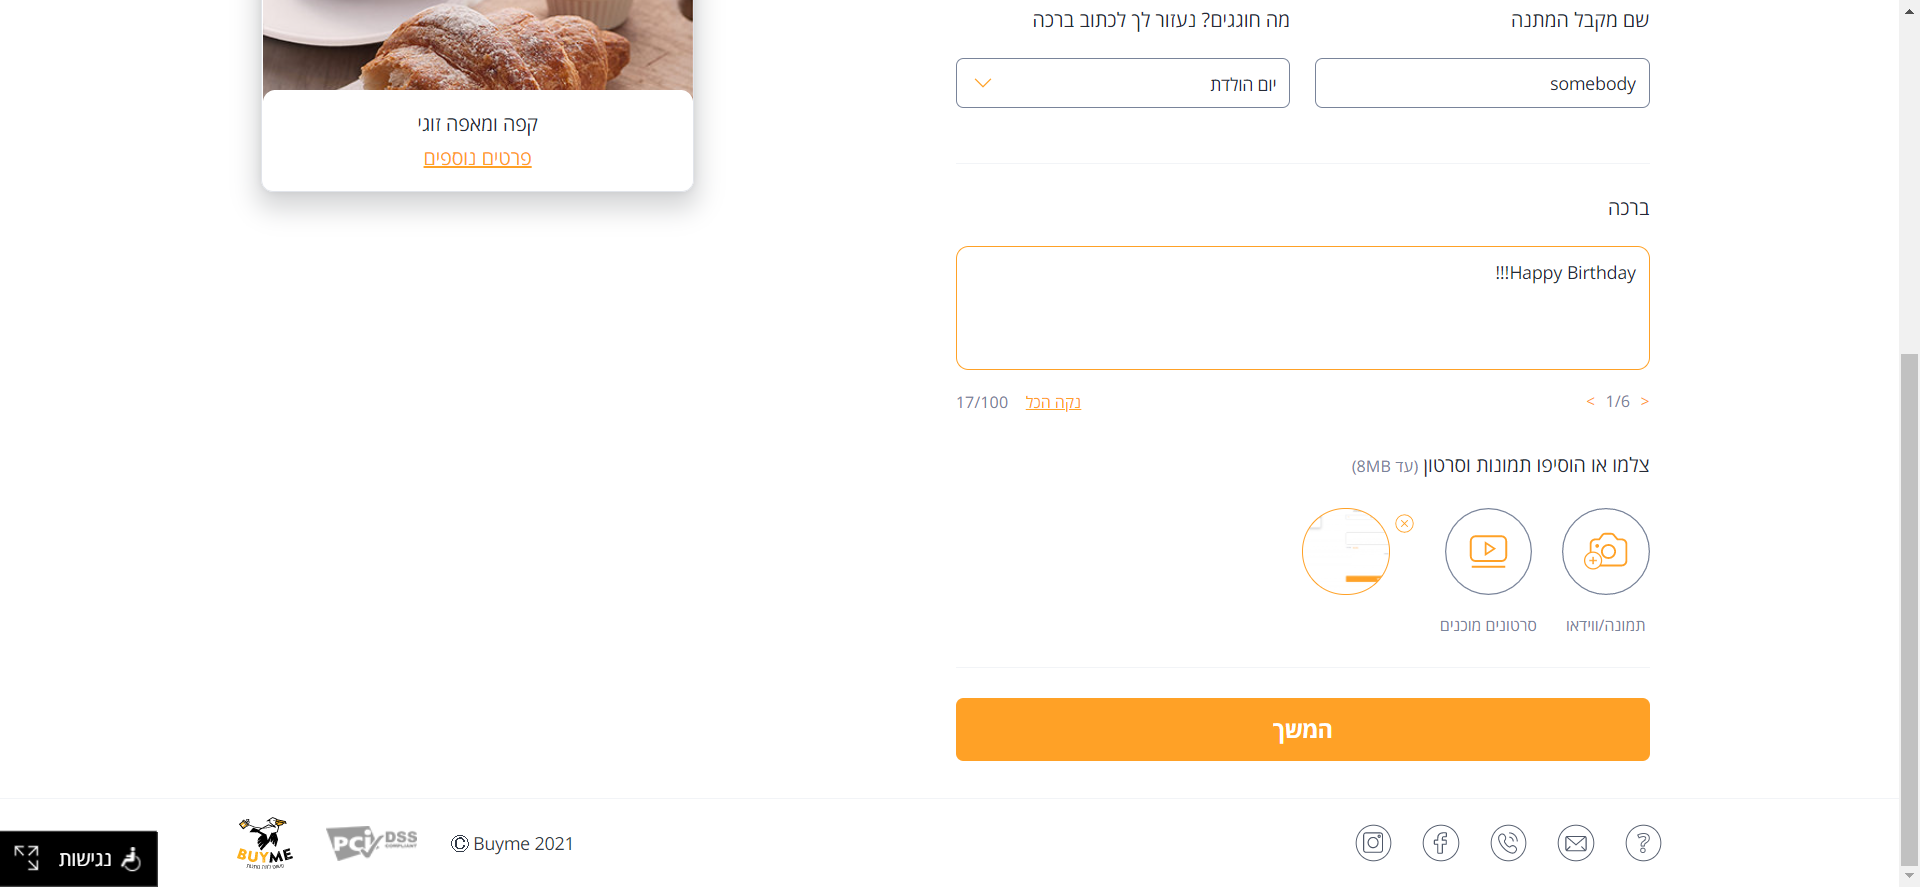 שם מקבל המתנה
מה חוגגים? נעזור לך לכתוב ברכה
somebody
יום הולדת
קפה ומאפה זוגי
פרטים נוספים
ברכה
!!!Happy Birthday
< 1/6 >
נקה הכל
17/100
צלמו או הוסיפו תמונות וסרטון (עד 8MB)
תמונה/ווידאו
סרטונים מוכנים
המשך
? 
© Buyme 2021
PCI DSS COMPLIANT
BUYME
נגישות